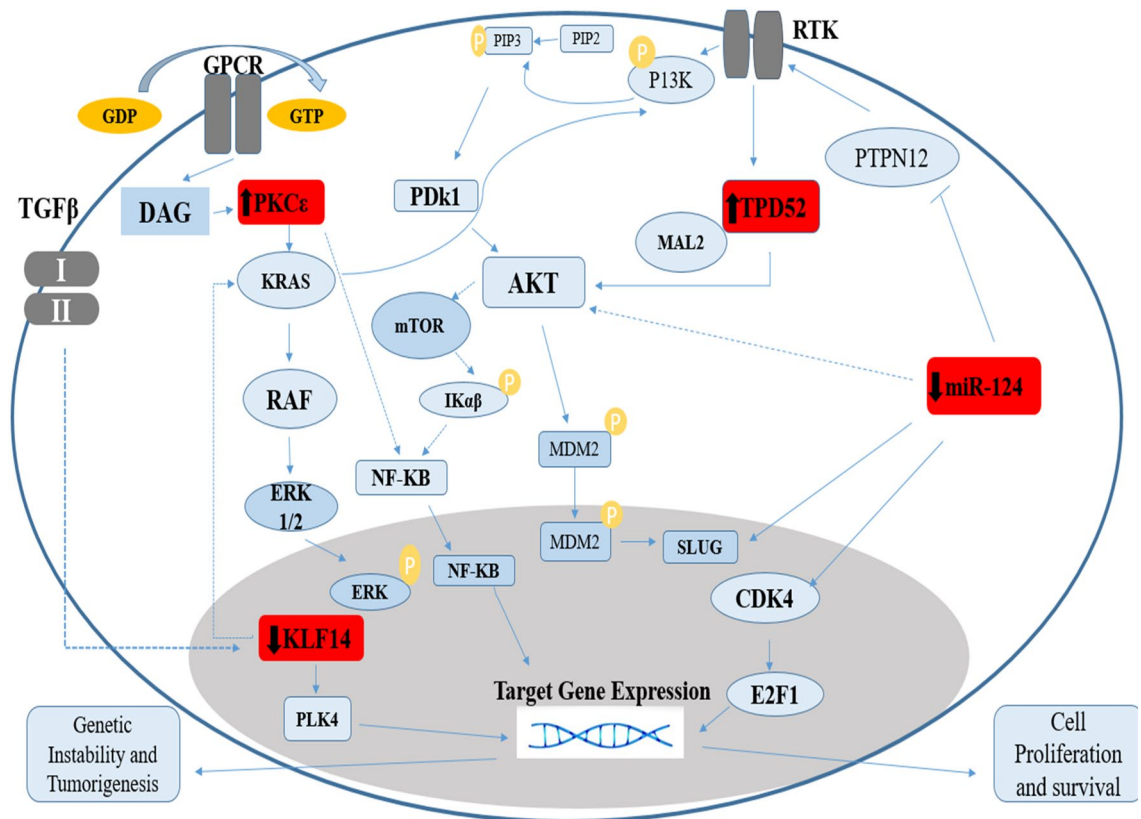 RTK
P
PIP3
PIP2
P
P13K
GPCR
GDP
GTP
PTPN12
TGFβ
DAG
PKCε
PDk1
TPD52
MAL2
I
II
KRAS
AKT
mTOR
miR-124
RAF
IKαβ
P
MDM2
P
NF-KB
ERK
1/2
MDM2
P
SLUG
NF-KB
ERK
P
CDK4
KLF14
Target Gene Expression
E2F1
PLK4
Genetic
Instability and
Tumorigenesis
Cell
Proliferation
and survival